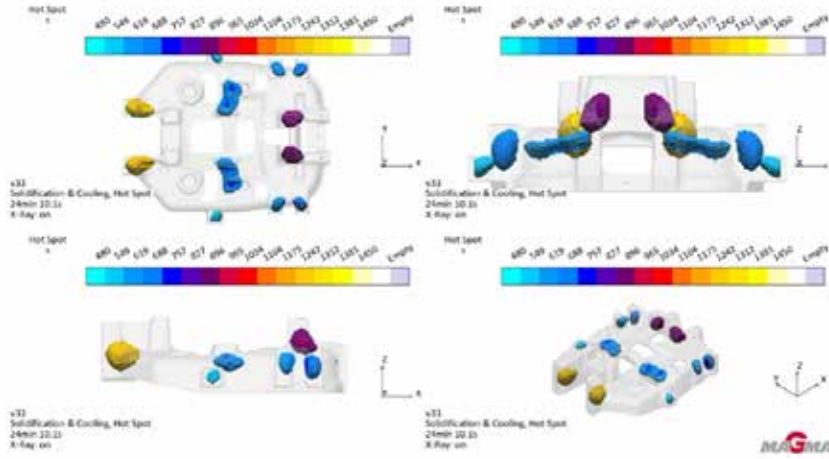 Hot Spot
s
480 549 619 688 757 827 896 965 1034 1104 1173 1242 1312 1381 1450 Empty
Y
Z X
v33
Solidification & Cooling, Hot Spot
24min 10.1s
X-Ray: on
Hot Spot
s
480 549 619 688 757 827 896 965 1034 1104 1173 1242 1312 1381 1450 Empty
Z
X
v33
Solidification & Cooling, Hot Spot
24min 10.1s
X-Ray: on
Hot Spot
s
480 549 619 688 757 827 896 965 1034 1104 1173 1242 1312 1381 1450 Empty
Z
X
v33
Solidification & Cooling, Hot Spot
24min 10.1s
X-Ray: on
Hot Spot
s
480 549 619 688 757 827 896 965 1034 1104 1173 1242 1312 1381 1450 Empty
Z
Y X
v33
Solidification & Cooling, Hot Spot
24min 10.1s
X-Ray: on
MAGMA